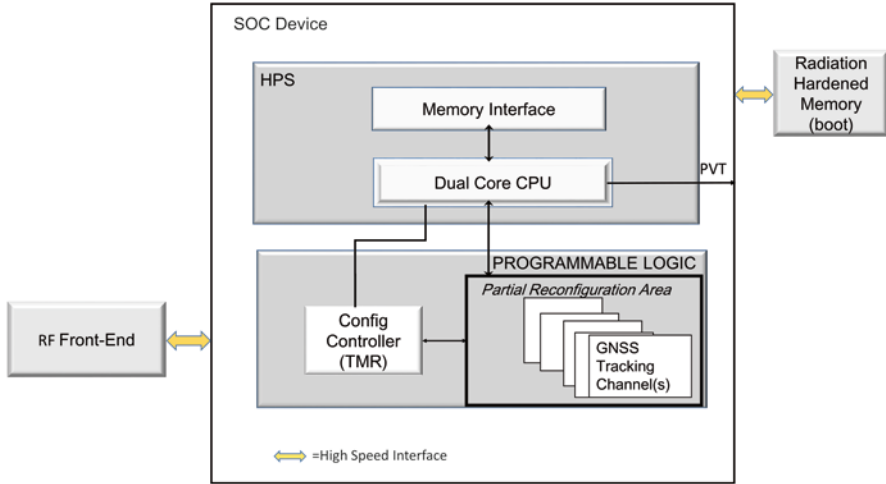 SOC Device
HPS
Memory Interface
Dual Core CPU
PVT
Radiation
Hardened
Memory
(boot)
PROGRAMMABLE LOGIC
Partial Reconfiguration Area
Config
Controller
(TMR)
GNSS
Tracking
Channel(s)
RF Front-End
=High Speed Interface